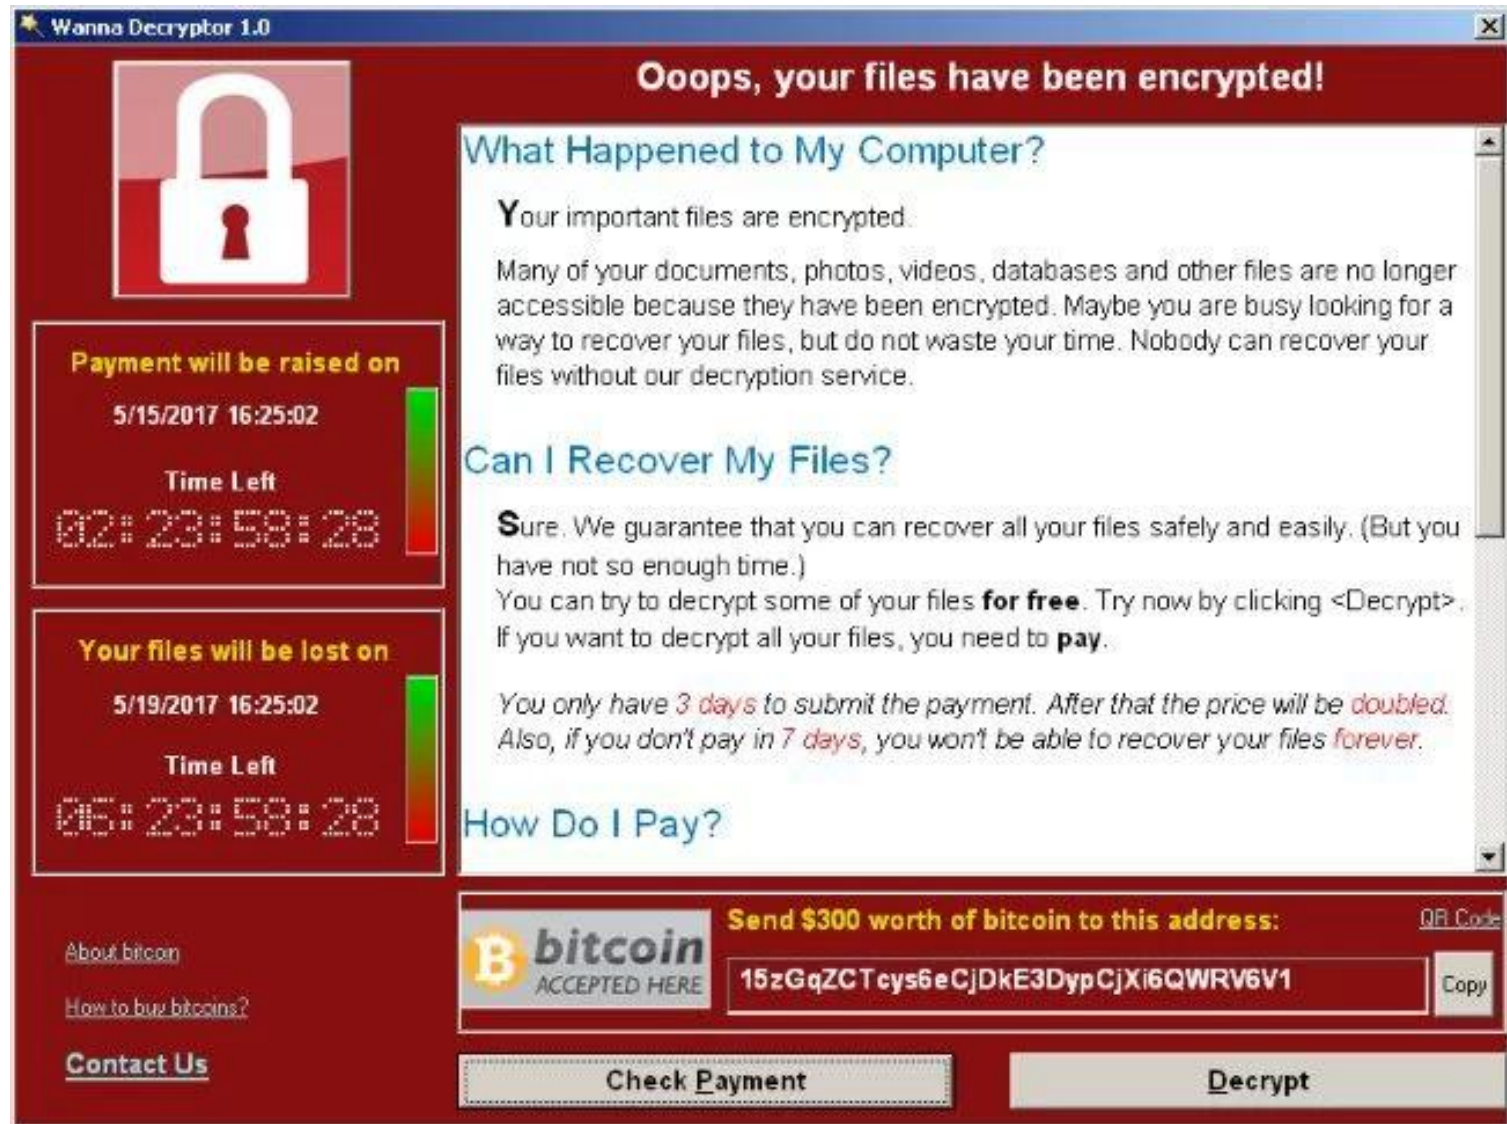 Wanna Decryptor 1.0
Ooops, your files have been encrypted!
Payment will be raised on
5/15/2017 16:25:02
Time Left
02:23:58:28
Your files will be lost on
5/19/2017 16:25:02
Time Left
06:23:58:28
About bitcoin
How to buy bitcoins?
Contact Us
What Happened to My Computer?
Your important files are encrypted.
Many of your documents, photos, videos, databases and other files are no longer
accessible because they have been encrypted. Maybe you are busy looking for a
way to recover your files, but do not waste your time. Nobody can recover your
files without our decryption service.
Can I Recover My Files?
Sure. We guarantee that you can recover all your files safely and easily. (But you
have not so enough time.)
You can try to decrypt some of your files for free. Try now by clicking <Decrypt>.
If you want to decrypt all your files, you need to pay.
You only have 3 days to submit the payment. After that the price will be doubled.
Also, if you don't pay in 7 days, you won't be able to recover your files forever.
How Do I Pay?
bitcoin
ACCEPTED HERE
Send $300 worth of bitcoin to this address:
QR Code
15zGqZCTcys6eCjDkE3DypCjXi6QWRV6V1
Copy
Check Payment
Decrypt